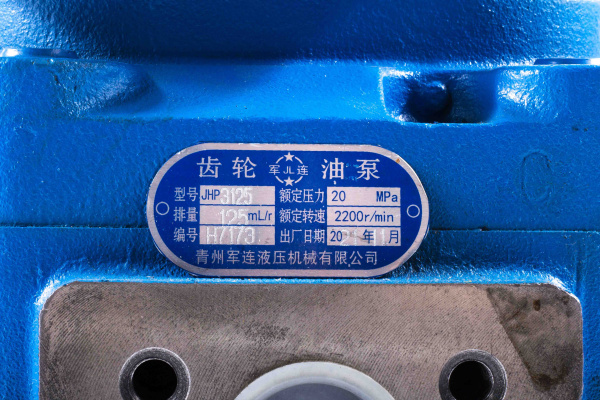 齿轮 军JL连 油泵
型号 JHP3125 额定压力 20 MPa
排量 125 mL/r 额定转速 2200r/min
编号 H7173 出厂日期 20 年 月
青州军连液压机械有限公司